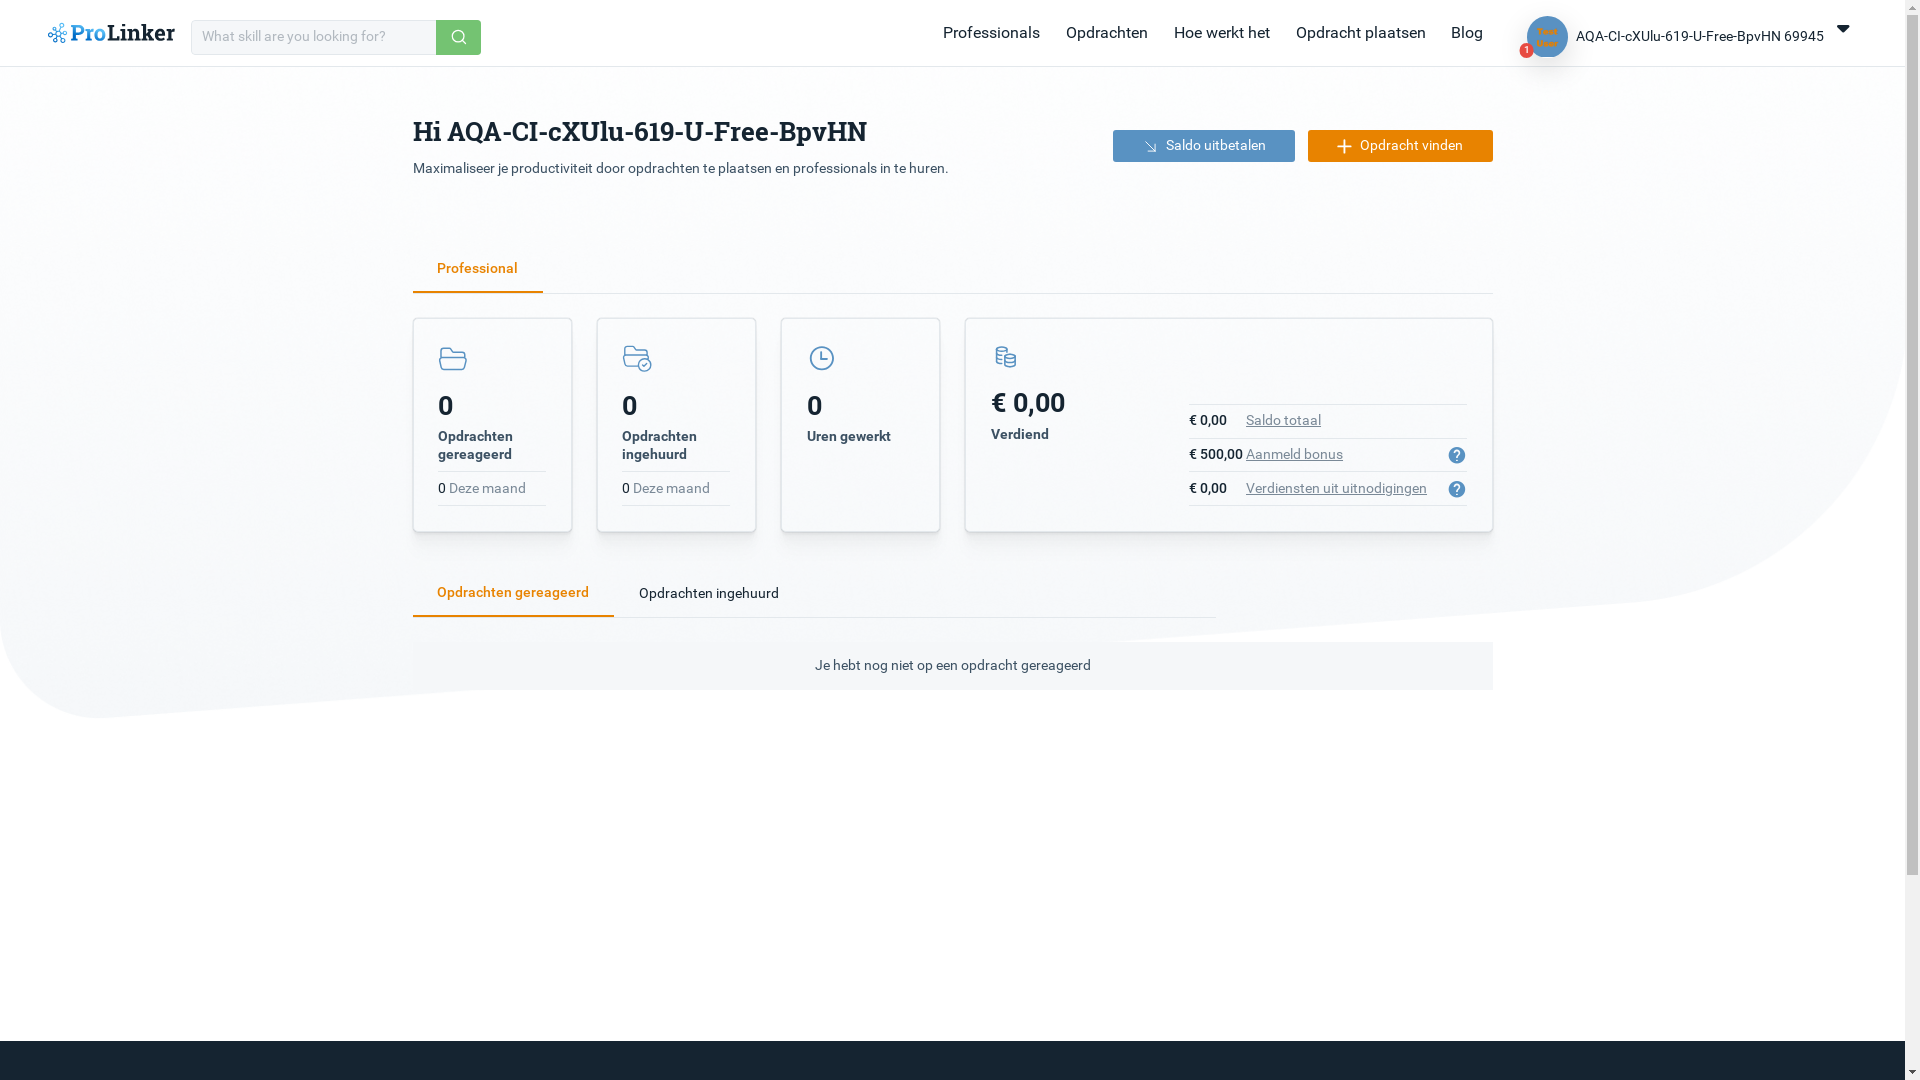 ProLinker
What skill are you looking for?
Professionals
Opdrachten
Hoe werkt het
Opdracht plaatsen
Blog
Test User
1
AQA-CI-cXUlu-619-U-Free-BpvHN 69945
Hi AQA-CI-cXUlu-619-U-Free-BpvHN
Maximaliseer je productiviteit door opdrachten te plaatsen en professionals in te huren.
Saldo uitbetalen
Opdracht vinden
Professional
0
Opdrachten
gereageerd
0 Deze maand
0
Opdrachten
ingehuurd
0 Deze maand
0
Uren gewerkt
€ 0,00
Verdiend
€ 0,00 Saldo totaal
€ 500,00 Aanmeld bonus
€ 0,00 Verdiensten uit uitnodigingen
Opdrachten gereageerd
Opdrachten ingehuurd
Je hebt nog niet op een opdracht gereageerd